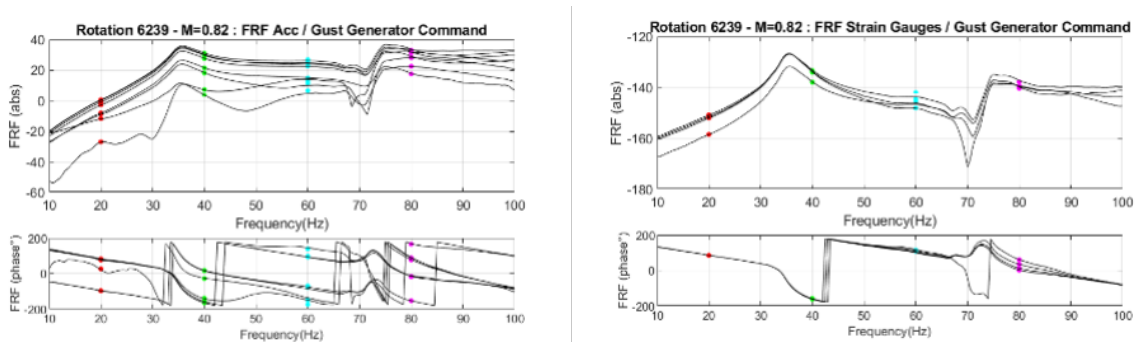 Rotation 6239 - M=0.82 : FRF Acc / Gust Generator Command
40
20
0
-20
-40
-60
FRF (abs)
10 20 30 40 50 60 70 80 90 100
Frequency(Hz)
200
0
-200
FRF (phase°)
10 20 30 40 50 60 70 80 90 100
Frequency(Hz)
Rotation 6239 - M=0.82 : FRF Strain Gauges / Gust Generator Command
-100
-120
-140
-160
-180
FRF (abs)
10 20 30 40 50 60 70 80 90 100
Frequency(Hz)
200
0
-200
FRF (phase°)
10 20 30 40 50 60 70 80 90 100
Frequency(Hz)